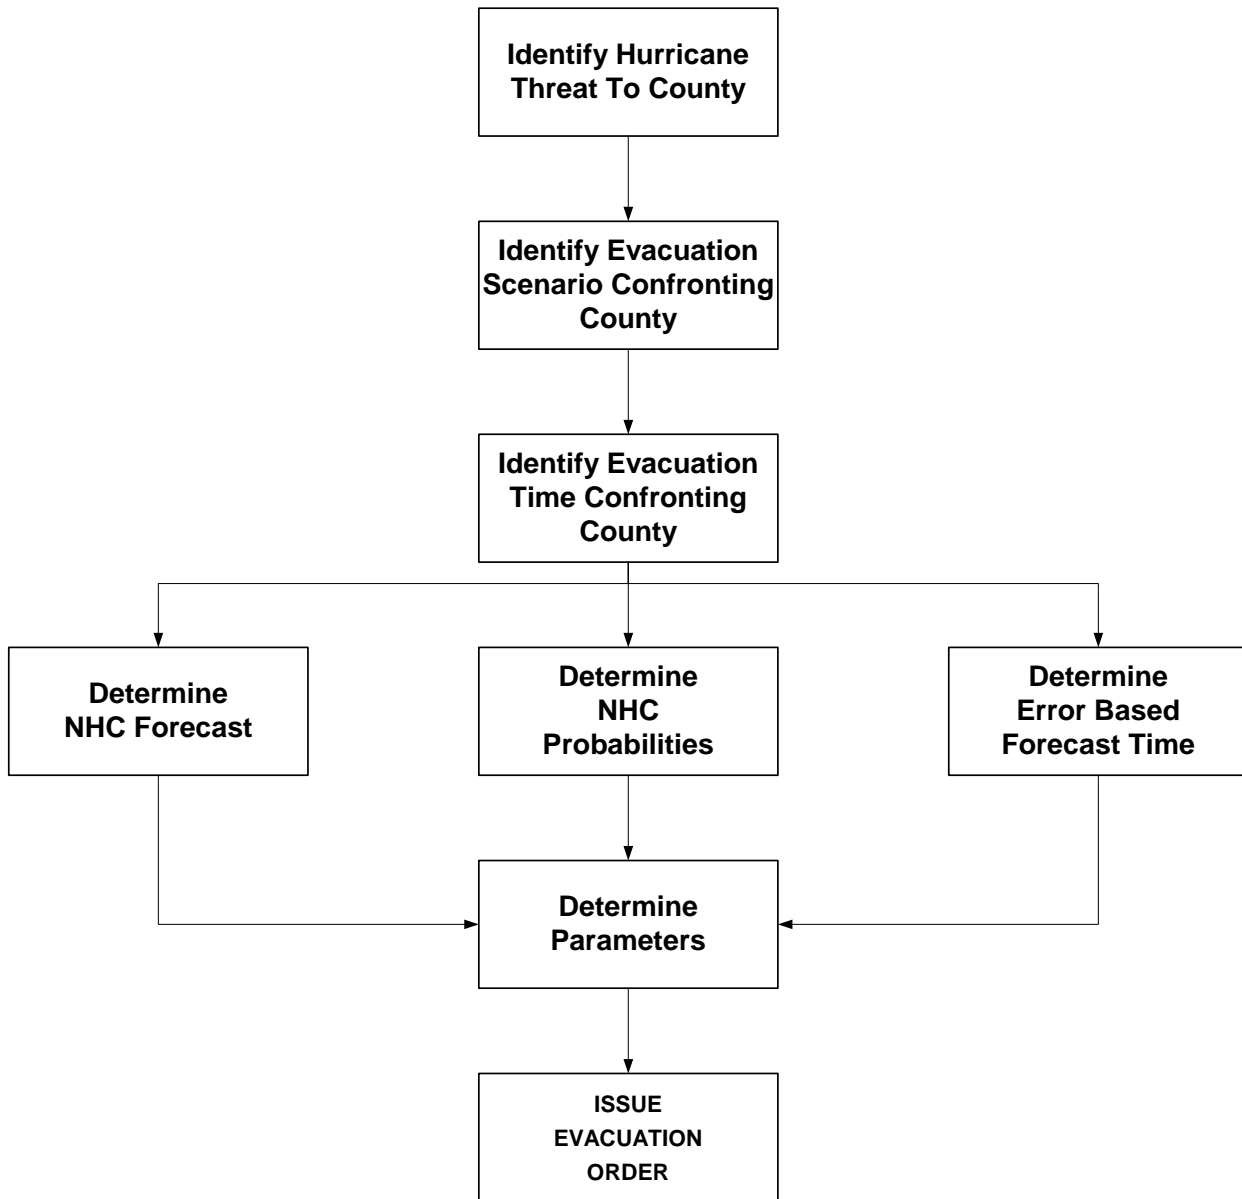 Identify Hurricane
Threat To County
Identify Evacuation
Scenario Confronting
County
Identify Evacuation
Time Confronting
County
Determine
NHC Forecast
Determine
NHC
Probabilities
Determine
Error Based
Forecast Time
Determine
Parameters
ISSUE
EVACUATION
ORDER